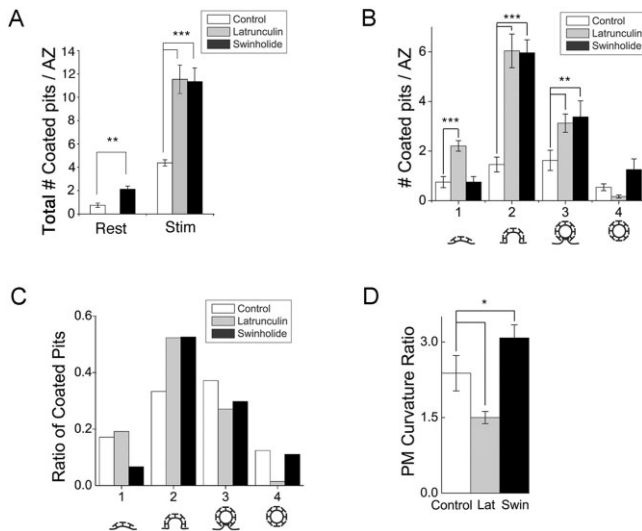 A
Control
Latrunculin
Swinholide
Total # Coated pits / AZ
14
12
10
8
6
4
2
0
**
***
Rest
Stim
B
Control
Latrunculin
Swinholide
# Coated pits / AZ
6
4
2
0
***
***
**
1
2
3
4
C
Control
Latrunculin
Swinholide
Ratio of Coated Pits
0.6
0.4
0.2
0.0
1
2
3
4
D
PM Curvature Ratio
3.0
1.5
0.0
*
Control
Lat
Swin